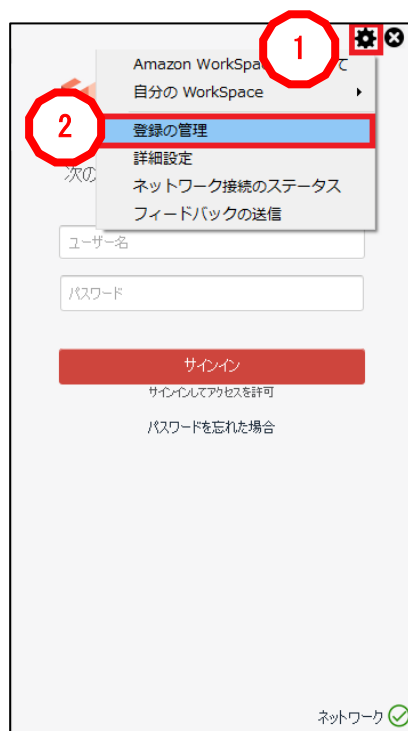 1
Amazon WorkSpa て
自分の WorkSpace
2
登録の管理
詳細設定
次の
ネットワーク接続のステータス
フィードバックの送信
ユーザー名
パスワード
サインイン
サインインしてアクセスを許可
パスワードを忘れた場合
ネットワーク